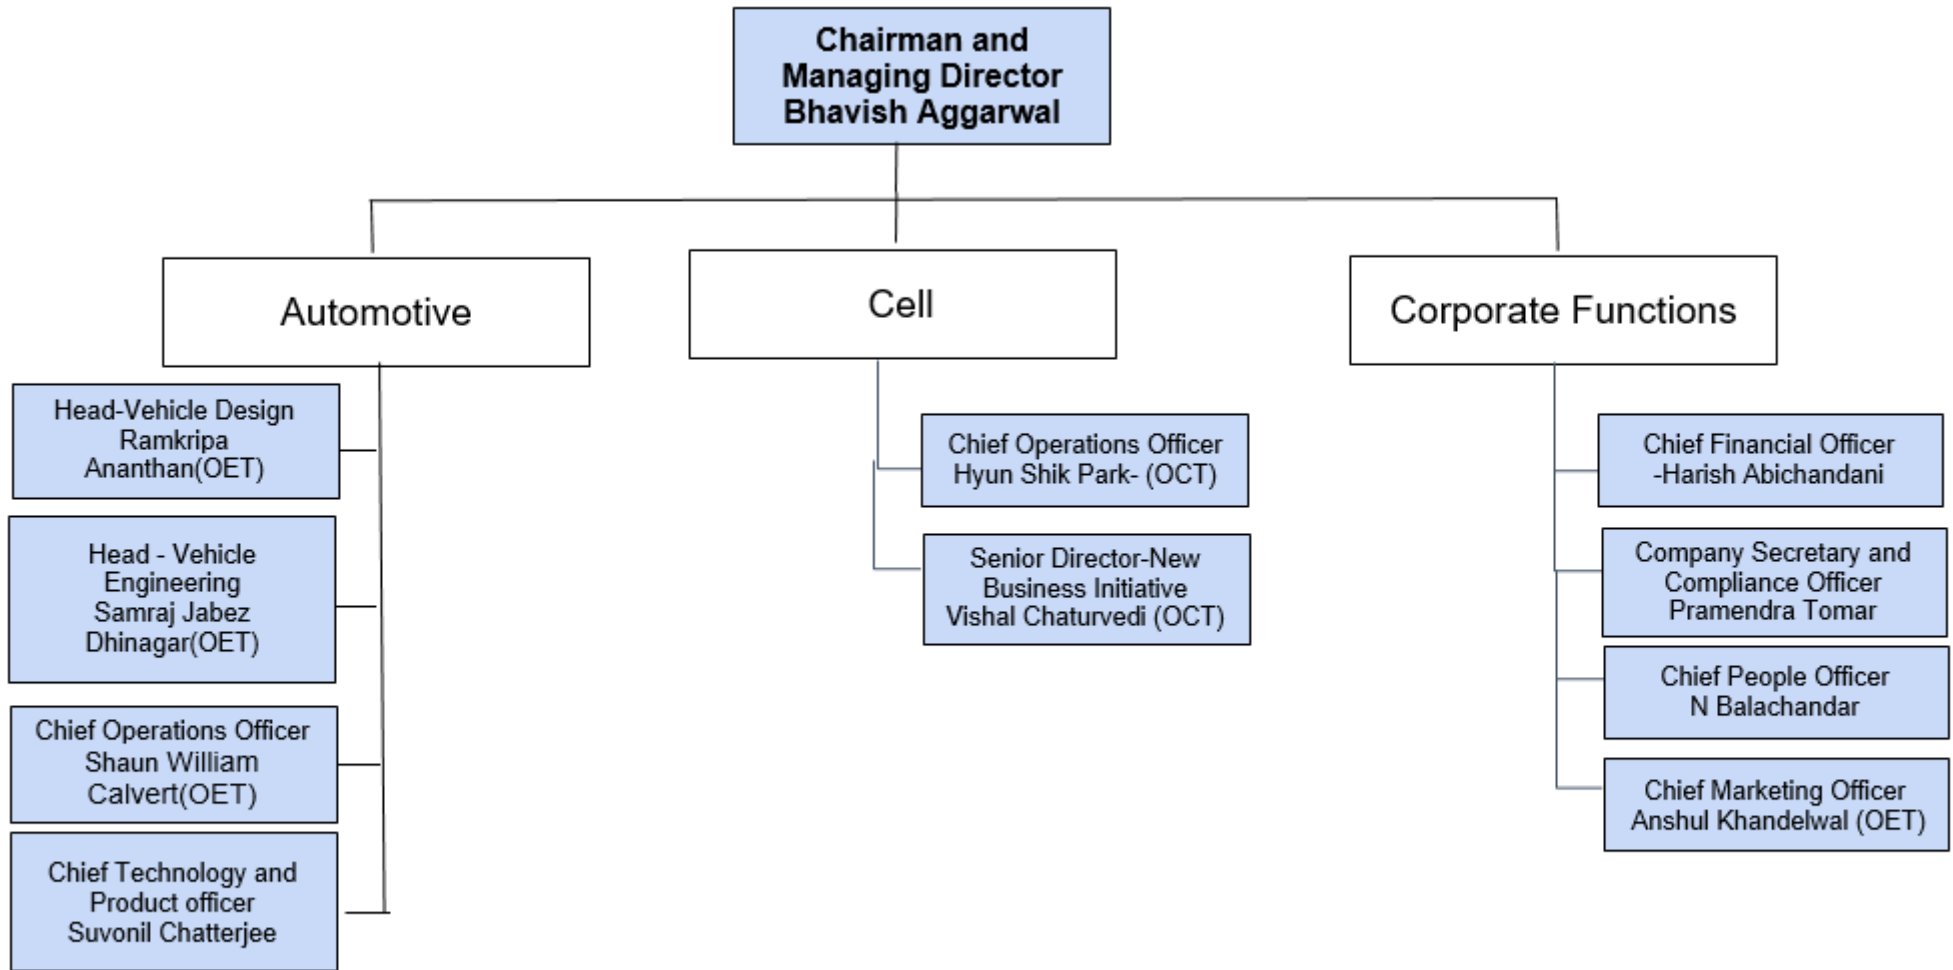 Chairman and
Managing Director
Bhavish Aggarwal
Automotive
Cell
Corporate Functions
Head-Vehicle Design
Ramkripa
Ananthan(OET)
Head - Vehicle
Engineering
Samraj Jabez
Dhinagar(OET)
Chief Operations Officer
Shaun William
Calvert(OET)
Chief Technology and
Product officer
Suvonil Chatterjee
Chief Operations Officer
Hyun Shik Park- (OCT)
Senior Director-New
Business Initiative
Vishal Chaturvedi (OCT)
Chief Financial Officer
-Harish Abichandani
Company Secretary and
Compliance Officer
Pramendra Tomar
Chief People Officer
N Balachandar
Chief Marketing Officer
Anshul Khandelwal (OET)